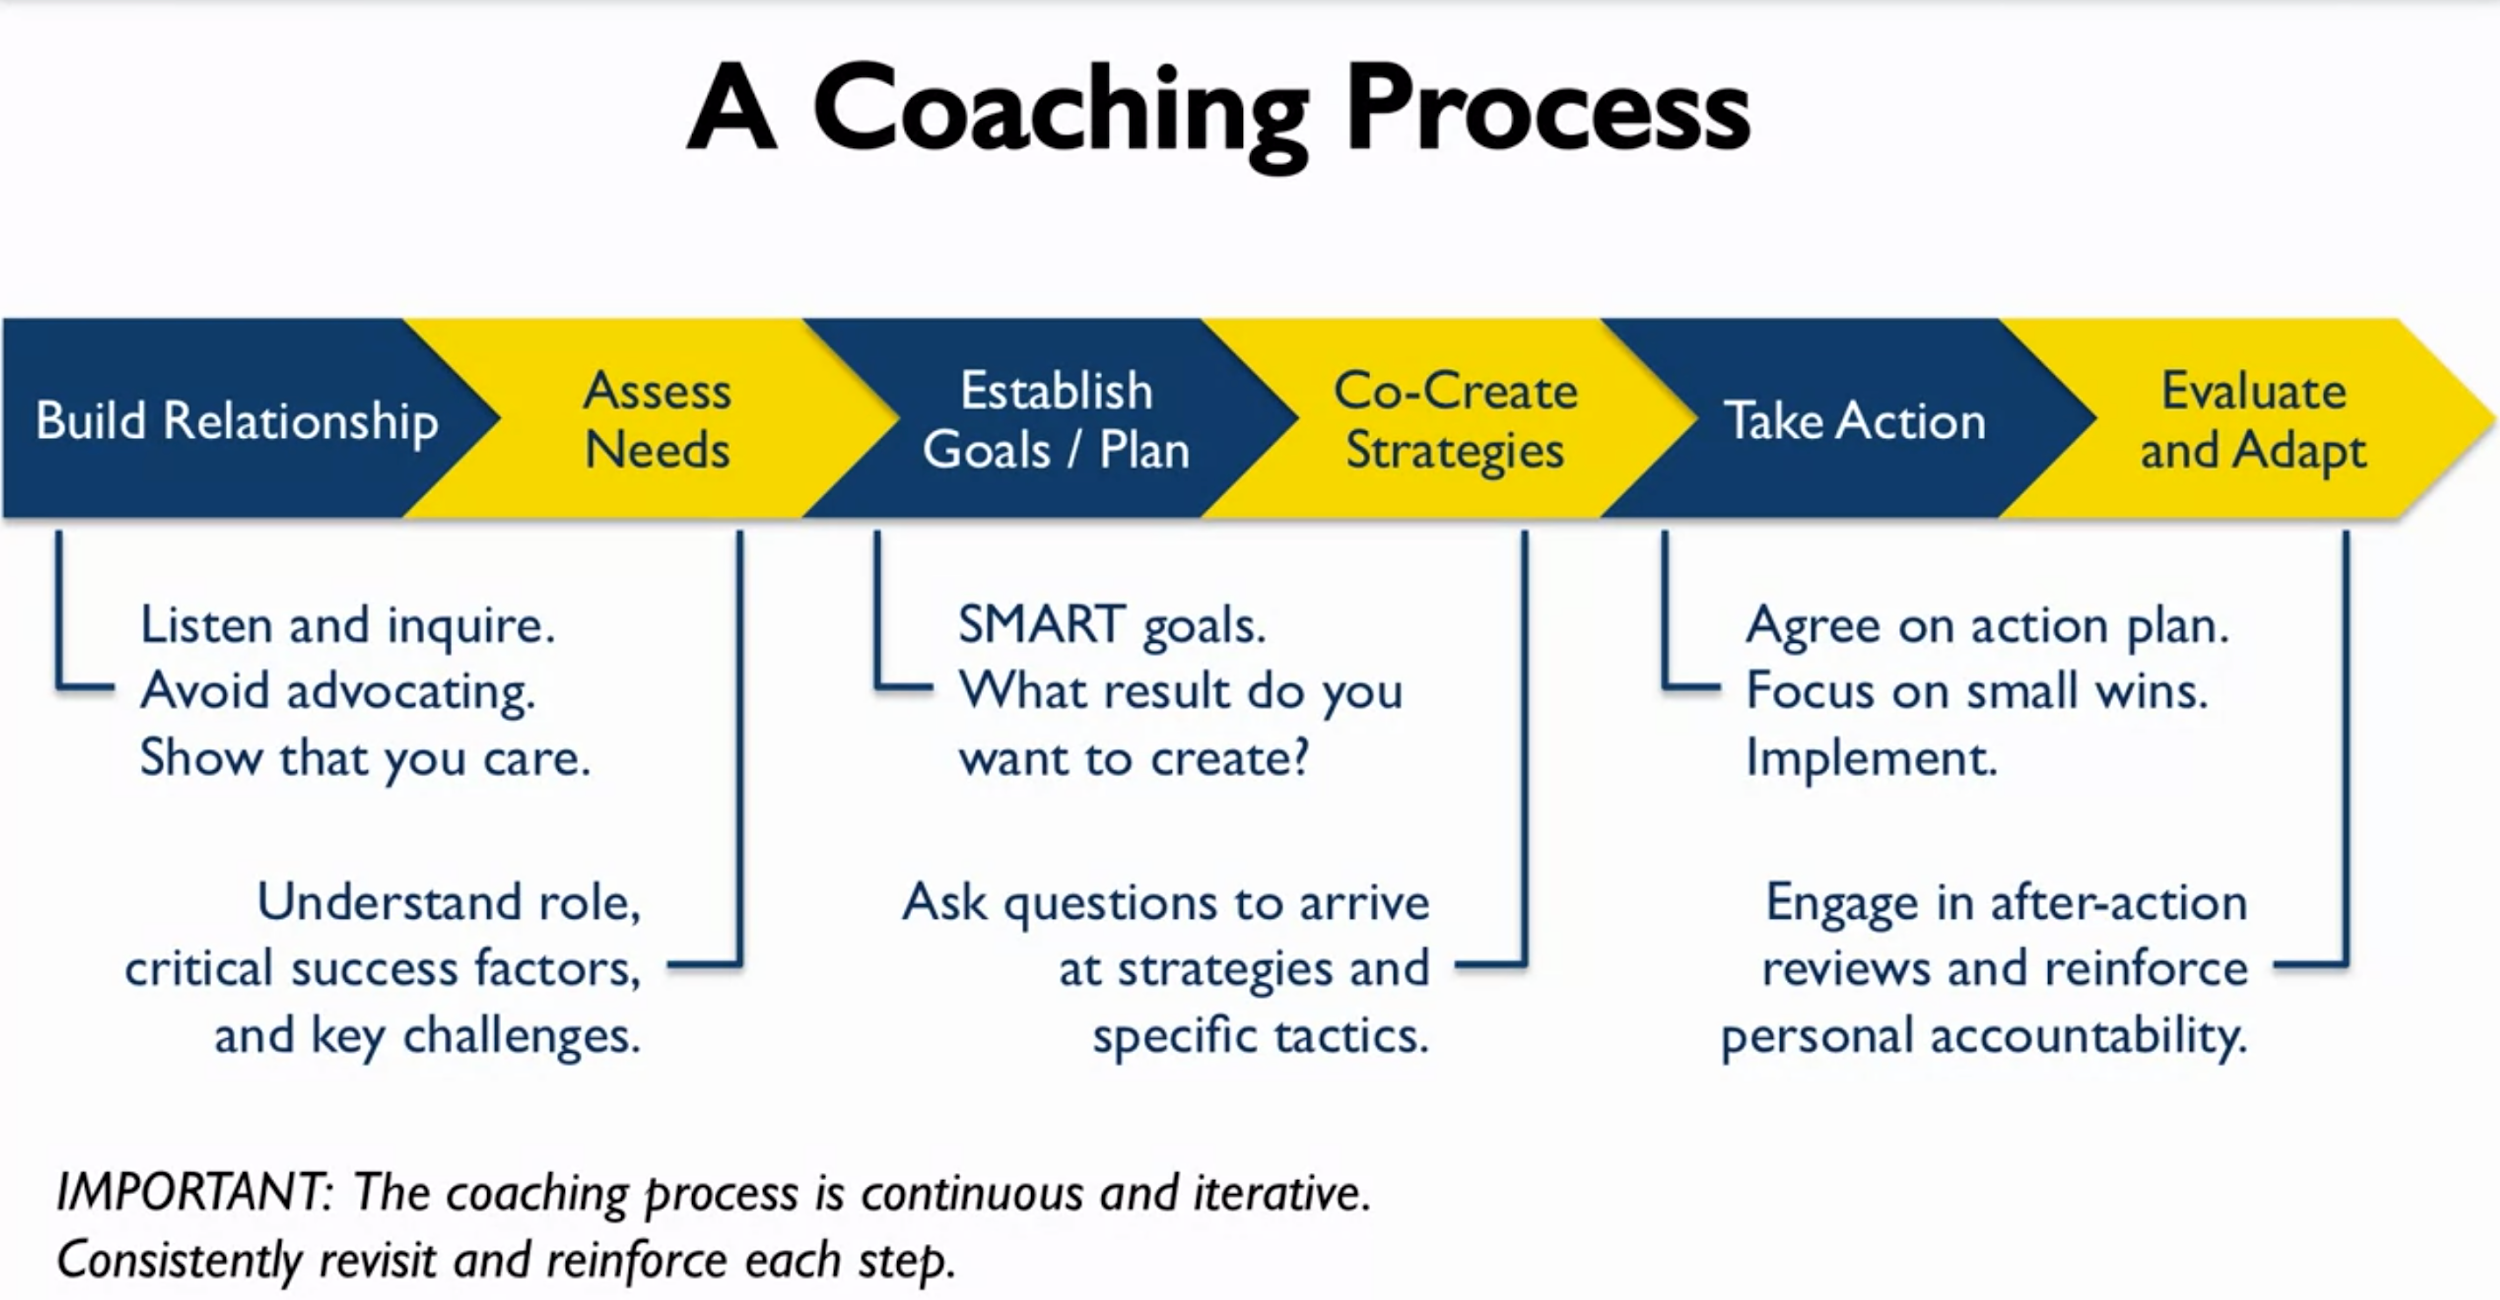 A Coaching Process
Build Relationship
Assess
Needs
Establish
Goals / Plan
Co-Create
Strategies
Take Action
Evaluate
and Adapt
Listen and inquire.
Avoid advocating.
Show that you care.
Understand role,
critical success factors,
and key challenges.
SMART goals.
What result do you
want to create?
Ask questions to arrive
at strategies and
specific tactics.
Agree on action plan.
Focus on small wins.
Implement.
Engage in after-action
reviews and reinforce
personal accountability.
IMPORTANT: The coaching process is continuous and iterative.
Consistently revisit and reinforce each step.